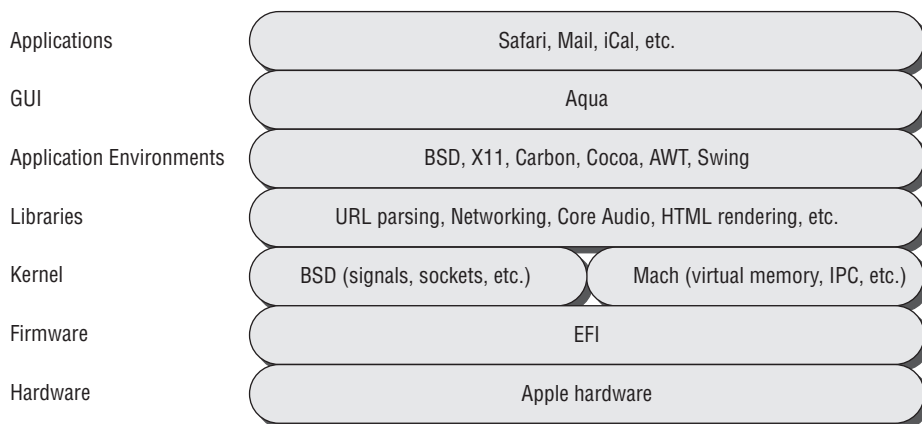 Applications
Safari, Mail, iCal, etc.
GUI
Aqua
Application Environments
BSD, X11, Carbon, Cocoa, AWT, Swing
Libraries
URL parsing, Networking, Core Audio, HTML rendering, etc.
Kernel
BSD (signals, sockets, etc.)
Mach (virtual memory, IPC, etc.)
Firmware
EFI
Hardware
Apple hardware